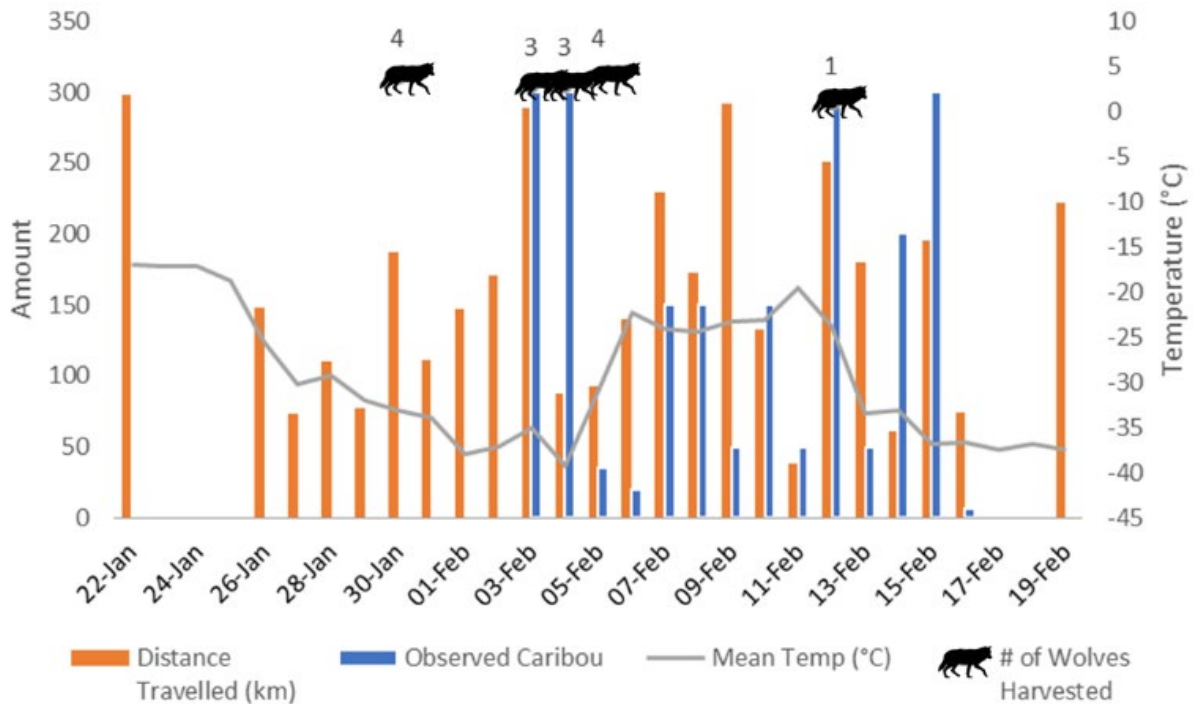 350
300
250
200
150
100
50
0
Amount
4
3
3
4
1
10
5
0
-5
-10
-15
-20
-25
-30
-35
-40
-45
Temperature (°C)
22-Jan
24-Jan
26-Jan
28-Jan
30-Jan
01-Feb
03-Feb
05-Feb
07-Feb
09-Feb
11-Feb
13-Feb
15-Feb
17-Feb
19-Feb
Distance
Travelled (km)
Observed Caribou
Mean Temp (°C)
# of Wolves
Harvested